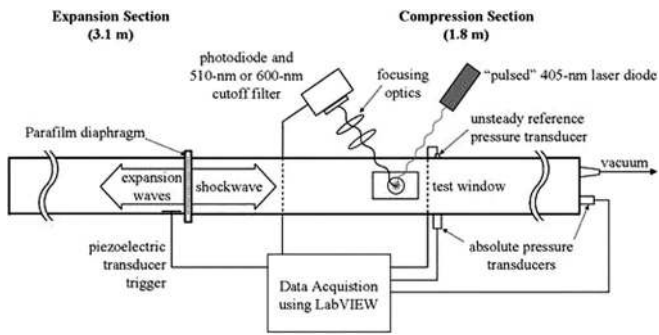 Expansion Section
(3.1 m)
Compression Section
(1.8 m)
photodiode and
510-nm or 600-nm
cutoff filter
focusing
optics
"pulsed" 405-nm laser diode
unsteady reference
pressure transducer
Parafilm diaphragm
vacuum
expansion
waves
shockwave
test window
piezoelectric
transducer
trigger
absolute pressure
transducers
Data Acquistion
using LabVIEW